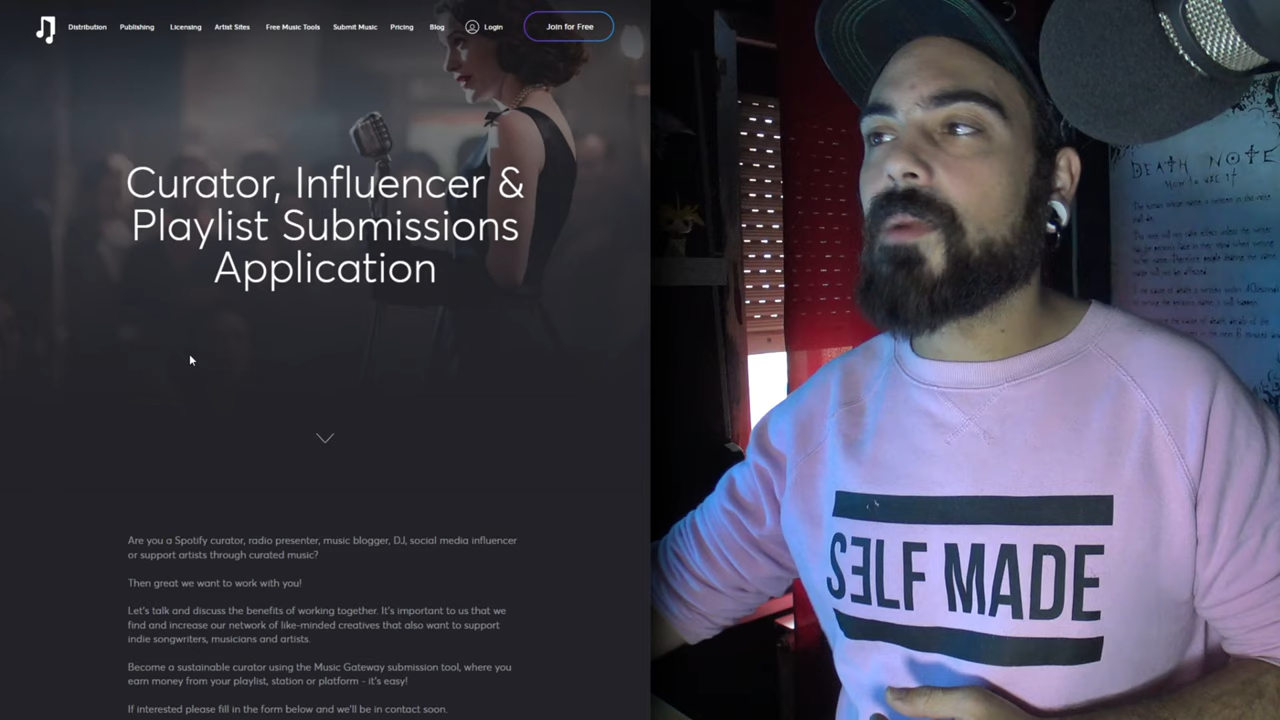 Distribution Publishing Licensing Artist Sites Free Music Tools Submit Music Pricing Blog Login Join for Free
Curator, Influencer &
Playlist Submissions
Application
Are you a Spotify curator, radio presenter, music blogger, DJ, social media influencer
or support artists through curated music?
Then great we want to work with you!
Let's talk and discuss the benefits of working together. It's important to us that we
find and increase our network of like-minded creatives that also want to support
indie songwriters, musicians and artists.
Become a sustainable curator using the Music Gateway submission tool, where you
earn money from your playlist, station or platform - it's easy!
If interested please fill in the form below and we'll be in contact soon.
DEATH NOTE
How to use it
SELF MADE